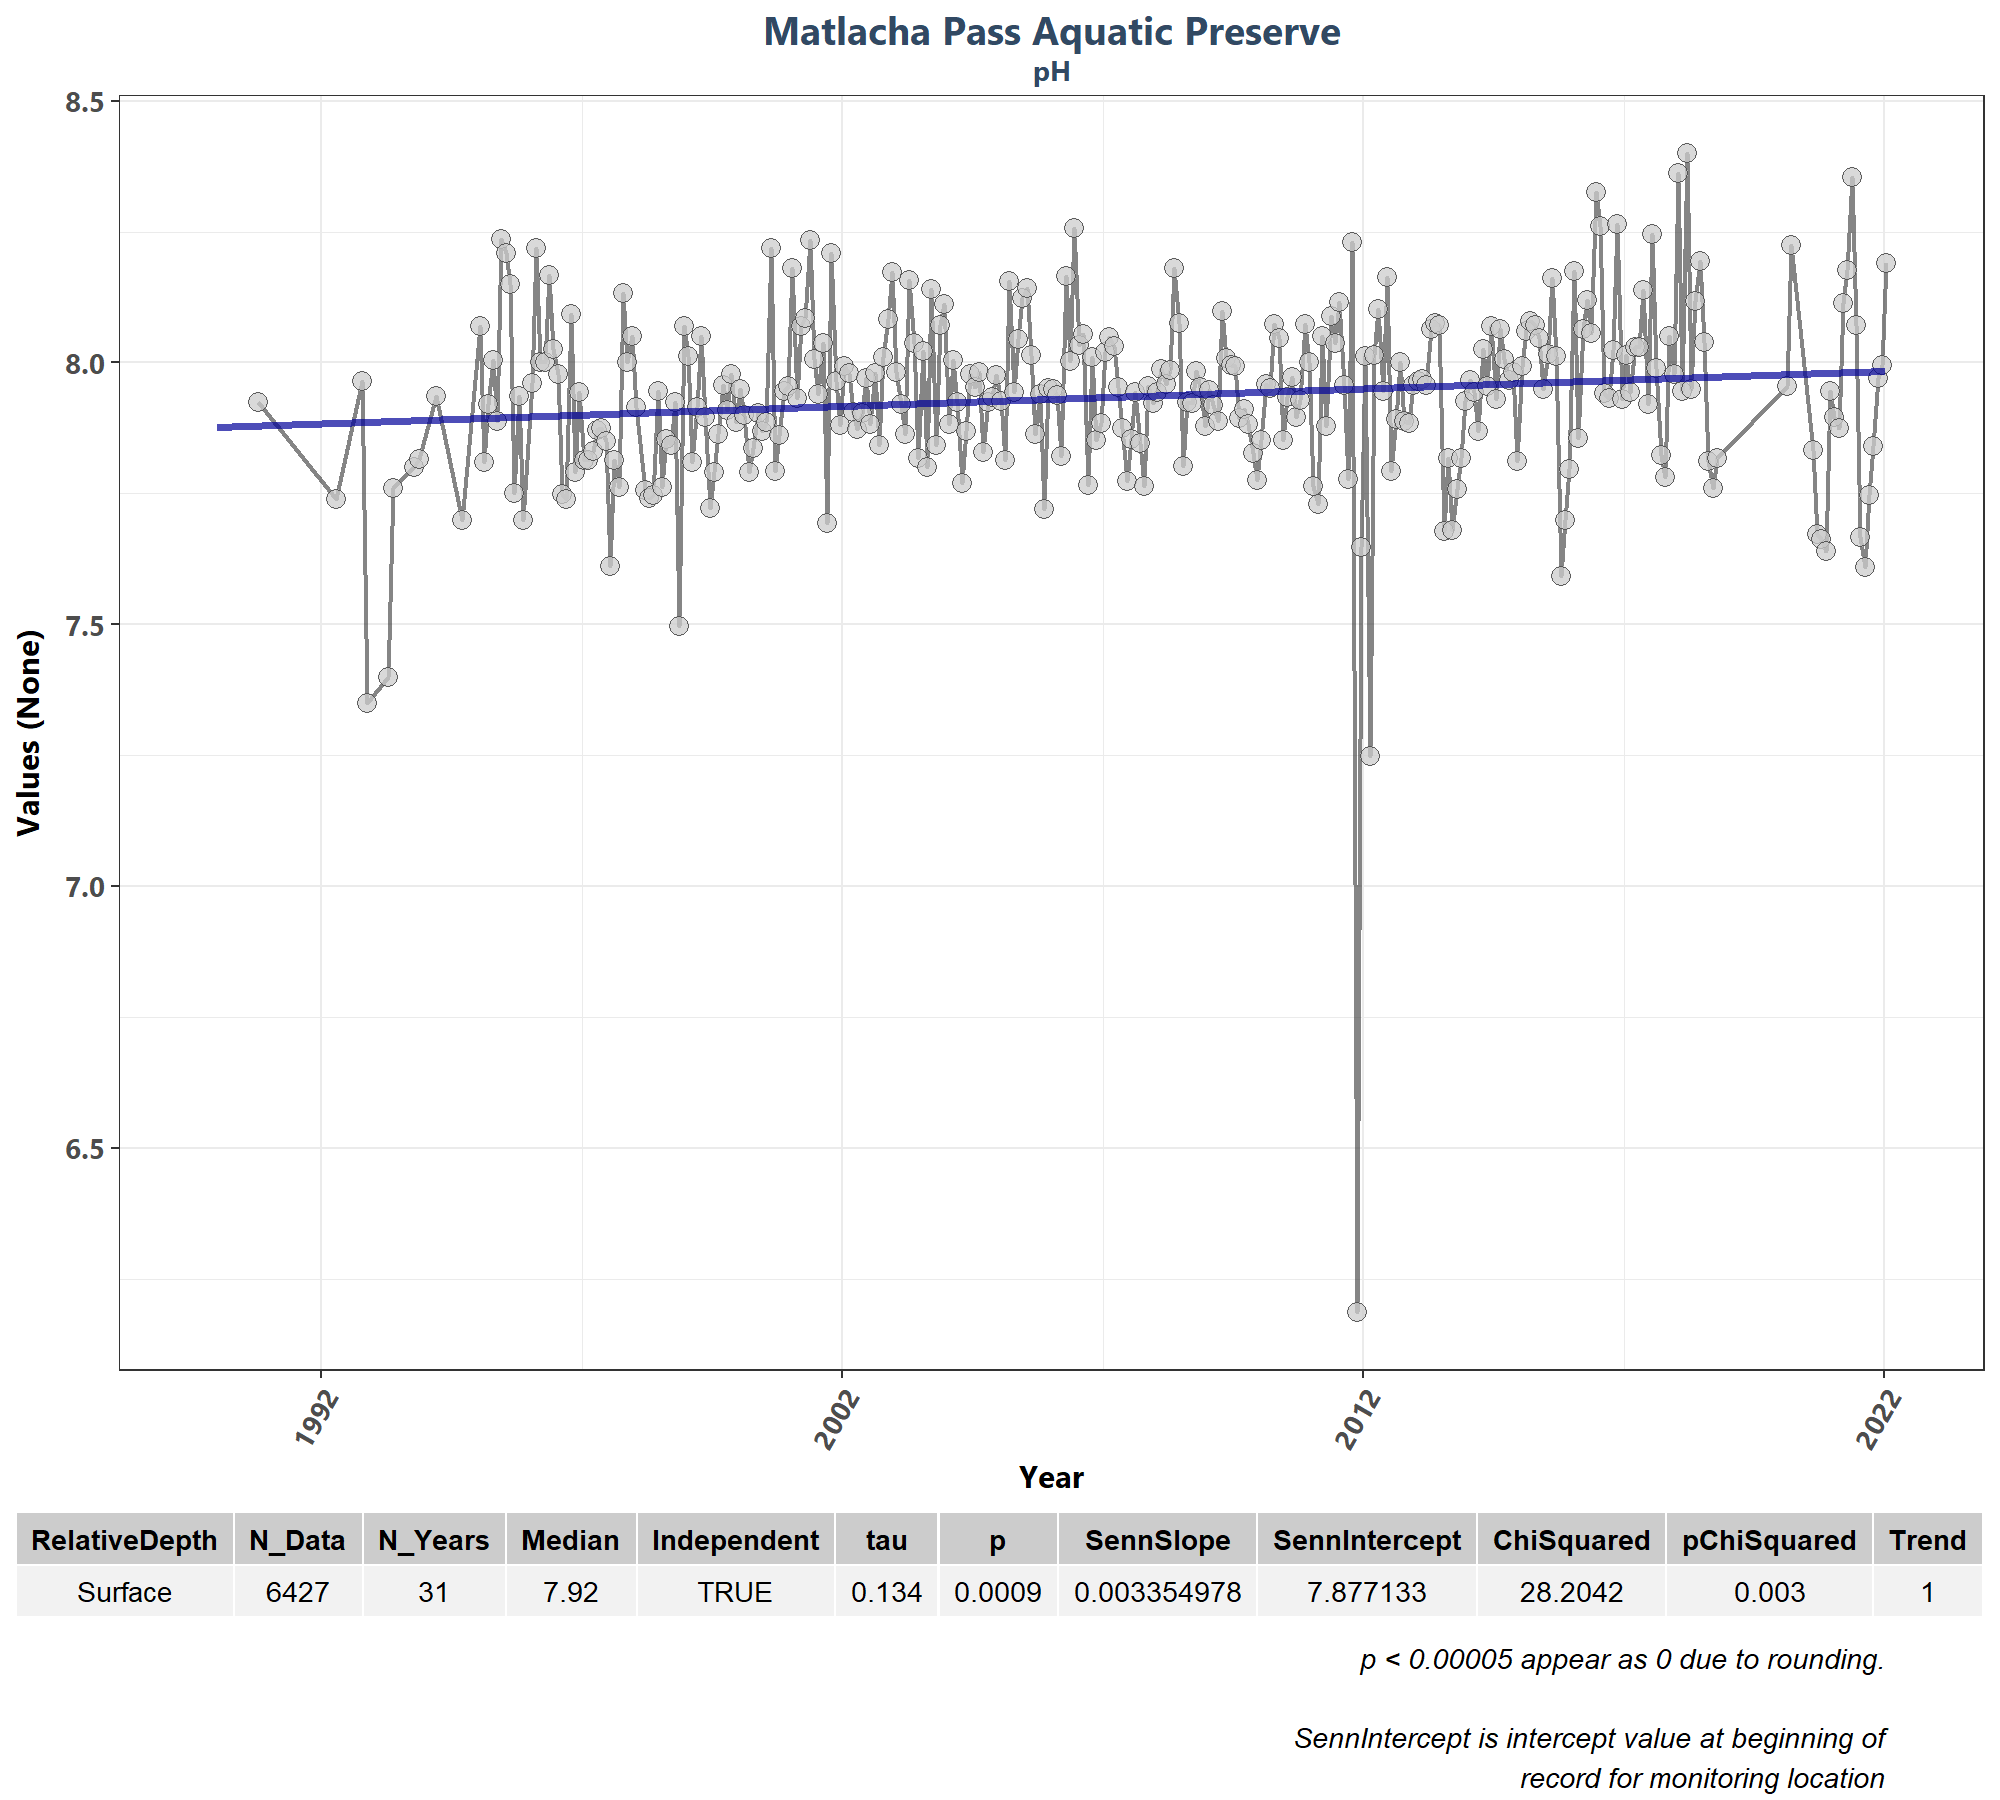 Matlacha Pass Aquatic Preserve
pH
8.5
8.0
7.5
7.0
6.5
Values (None)
1992 2002 2012 2022
Year
RelativeDepth N_Data N_Years Median Independent tau p SennSlope SennIntercept ChiSquared pChiSquared Trend
Surface 6427 31 7.92 TRUE 0.134 0.0009 0.003354978 7.877133 28.2042 0.003 1
p < 0.00005 appear as 0 due to rounding.
SennIntercept is intercept value at beginning of
record for monitoring location